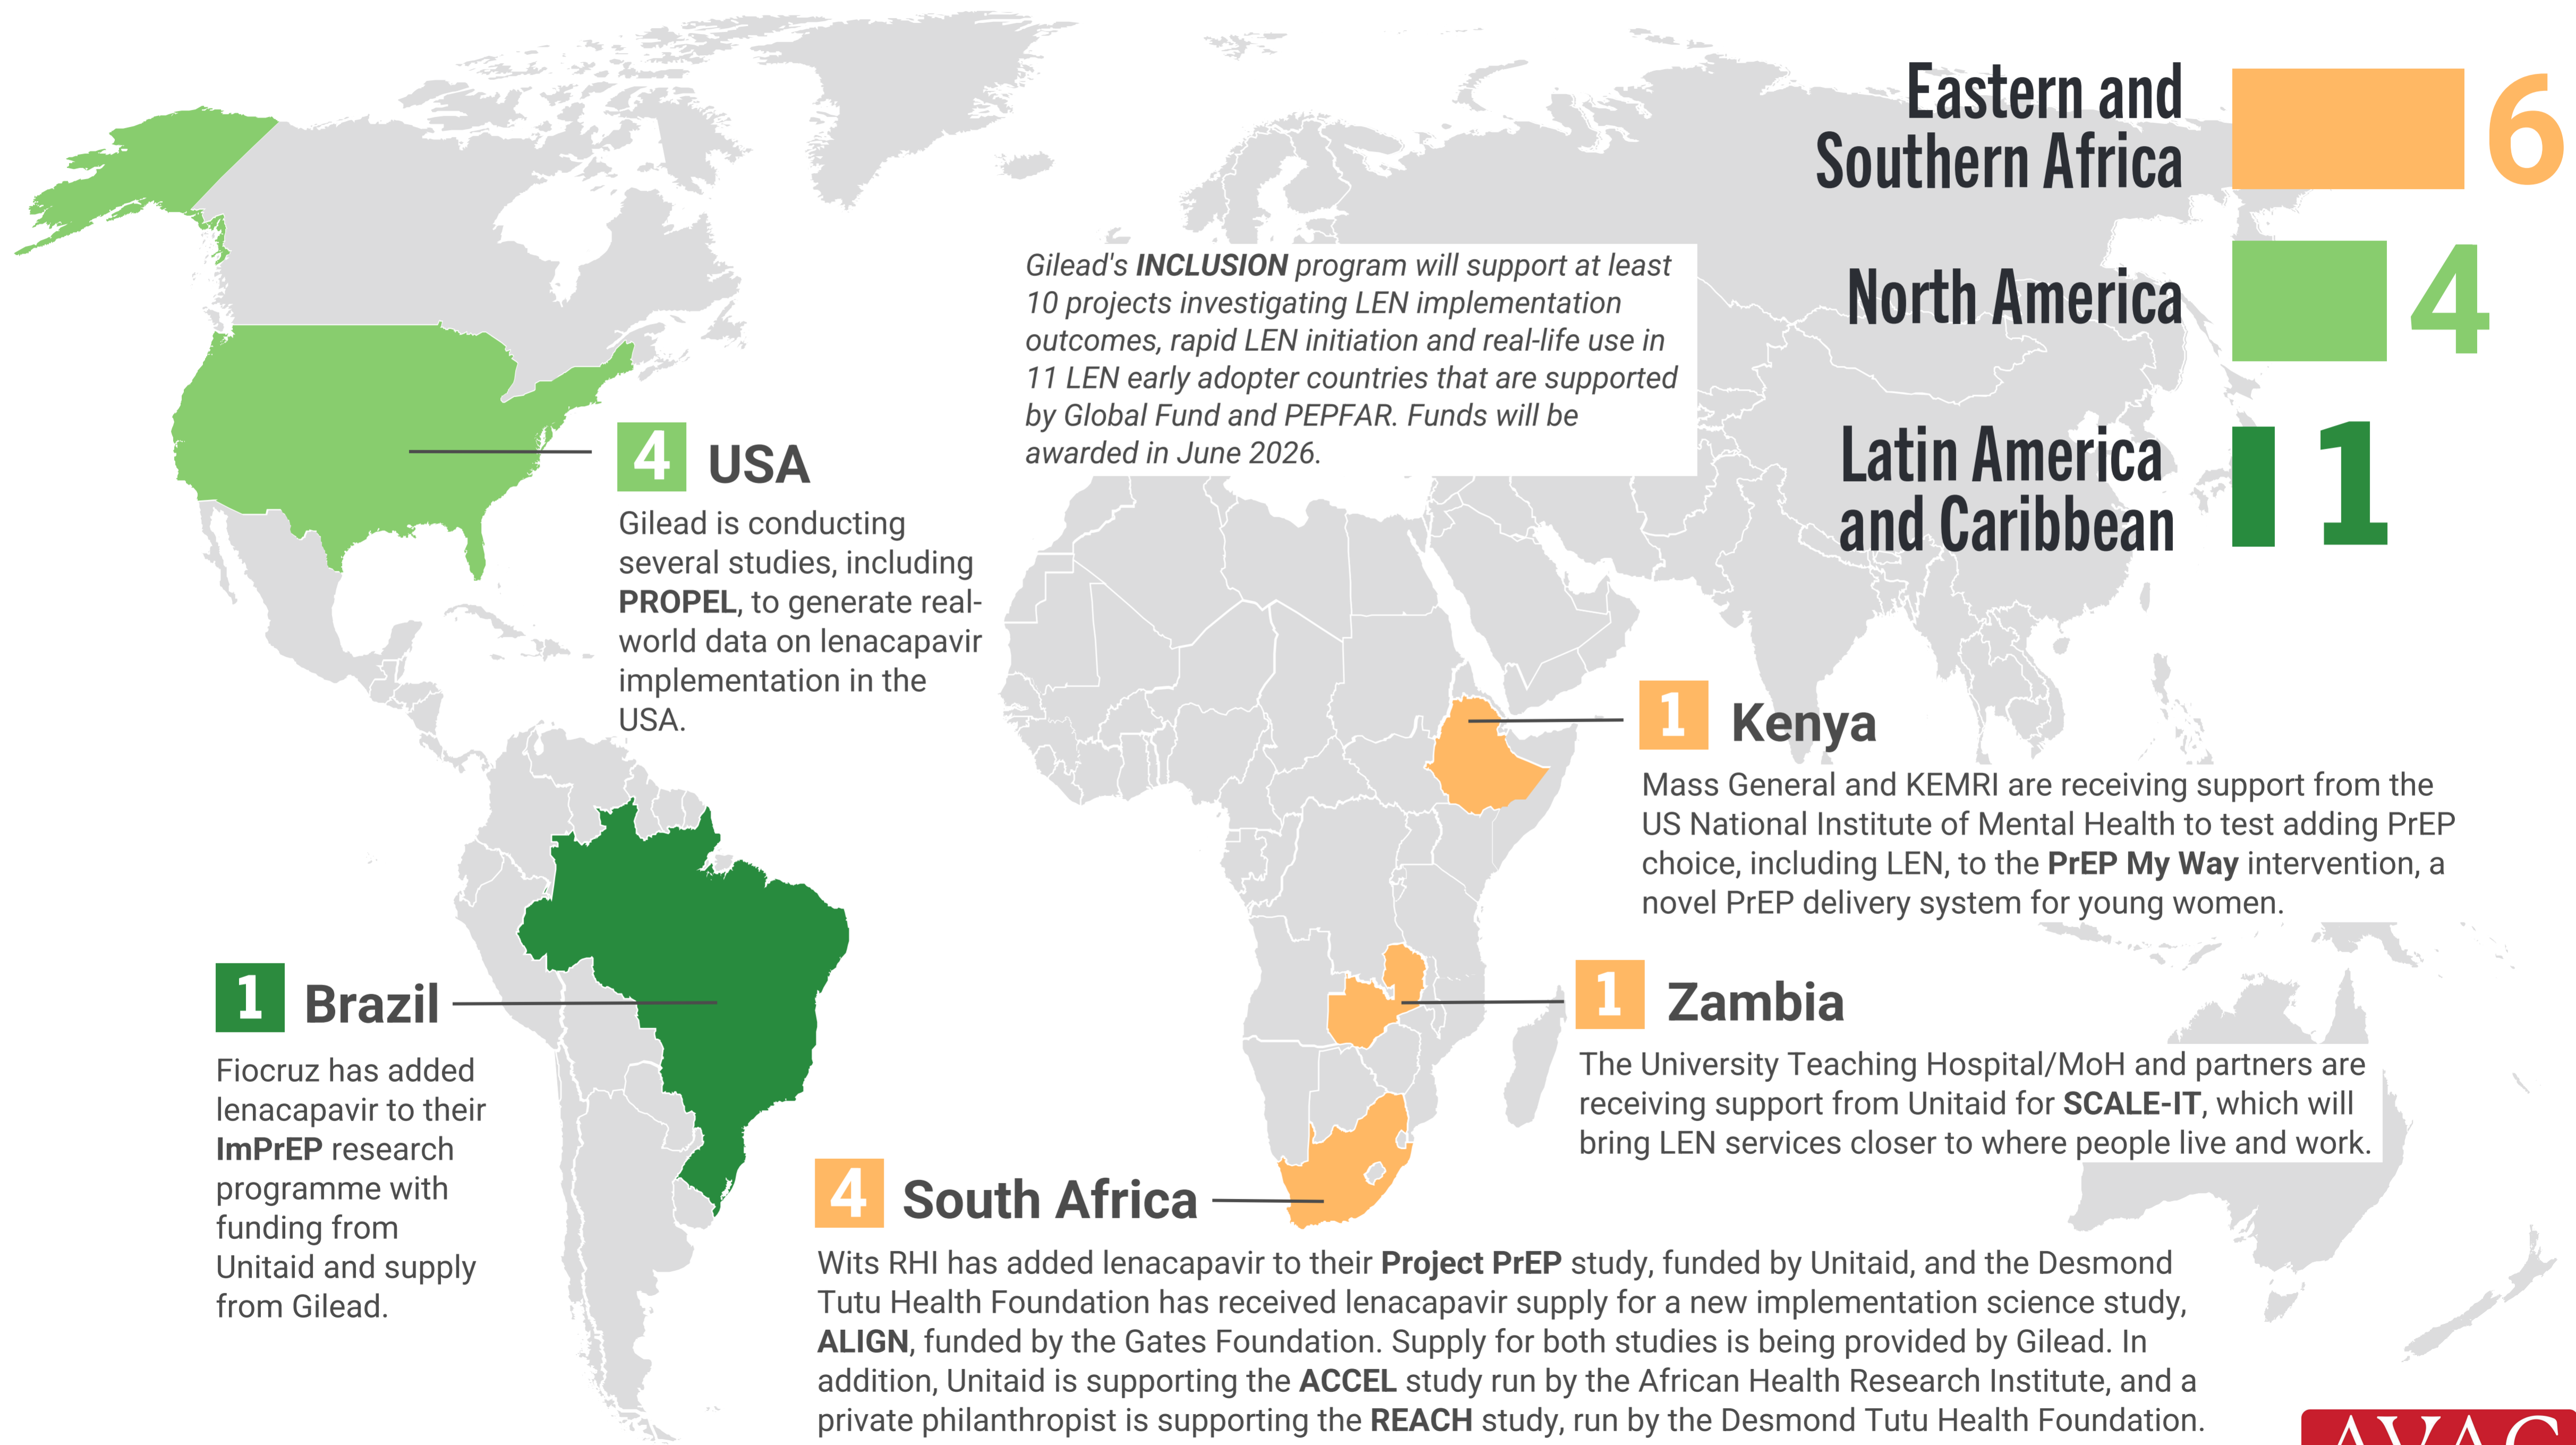 Eastern and
Southern Africa
6
North America
4
Latin America
and Caribbean
1
Gilead's INCLUSION program will support at least
10 projects investigating LEN implementation
outcomes, rapid LEN initiation and real-life use in
11 LEN early adopter countries that are supported
by Global Fund and PEPFAR. Funds will be
awarded in June 2026.
4 USA
Gilead is conducting
several studies, including
PROPEL, to generate real-
world data on lenacapavir
implementation in the
USA.
1 Kenya
Mass General and KEMRI are receiving support from the
US National Institute of Mental Health to test adding PrEP
choice, including LEN, to the PrEP My Way intervention, a
novel PrEP delivery system for young women.
1 Brazil
Fiocruz has added
lenacapavir to their
ImPrEP research
programme with
funding from
Unitaid and supply
from Gilead.
1 Zambia
The University Teaching Hospital/MoH and partners are
receiving support from Unitaid for SCALE-IT, which will
bring LEN services closer to where people live and work.
4 South Africa
Wits RHI has added lenacapavir to their Project PrEP study, funded by Unitaid, and the Desmond
Tutu Health Foundation has received lenacapavir supply for a new implementation science study,
ALIGN, funded by the Gates Foundation. Supply for both studies is being provided by Gilead. In
addition, Unitaid is supporting the ACCEL study run by the African Health Research Institute, and a
private philanthropist is supporting the REACH study, run by the Desmond Tutu Health Foundation.
AVAC